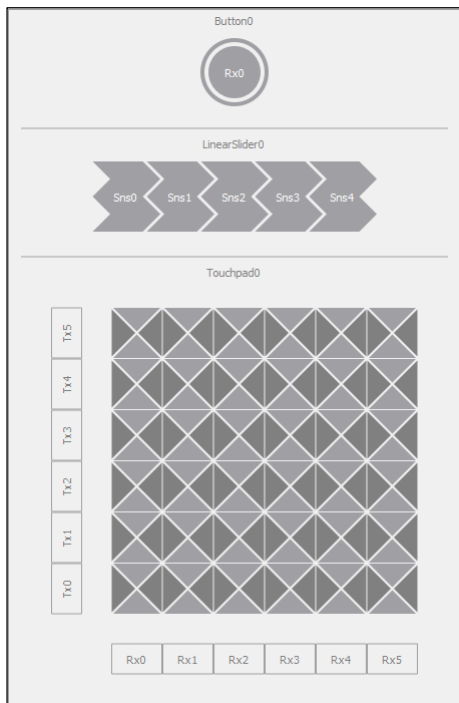 Button0
Rx0
LinearSlider0
Sns0 Sns1 Sns2 Sns3 Sns4
Touchpad0
Tx5
Tx4
Tx3
Tx2
Tx1
Tx0
Rx0 Rx1 Rx2 Rx3 Rx4 Rx5